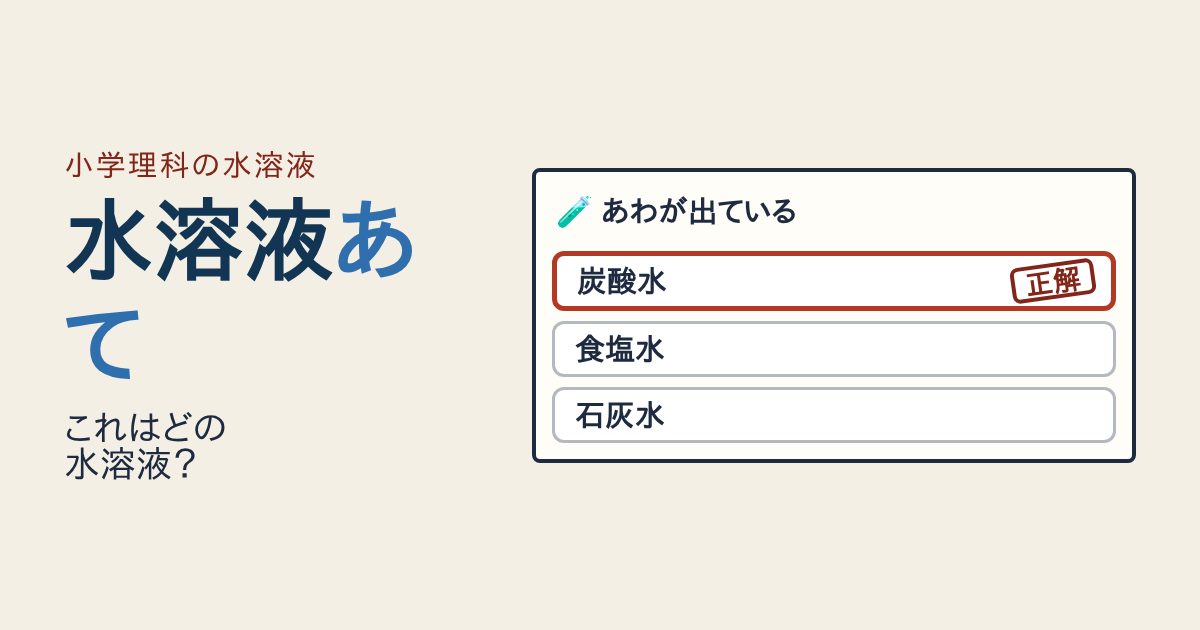 小学理科の水溶液
水溶液あ
て
これはどの
水溶液？
🧪 あわが出ている
炭酸水
正解
食塩水
石灰水